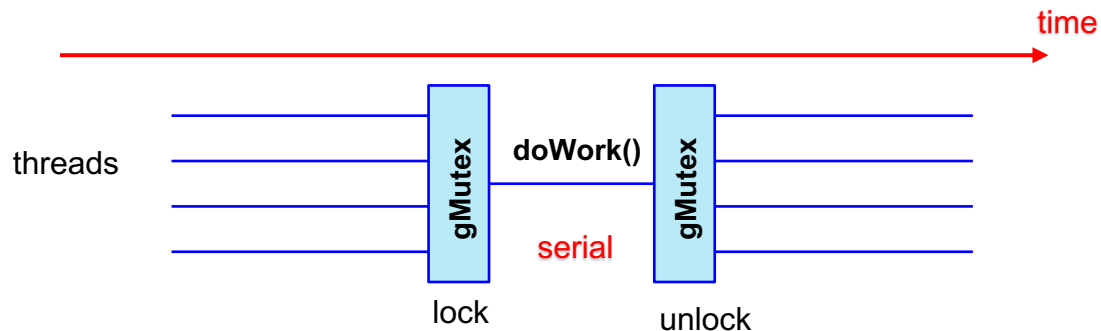 time
threads
gMutex
doWork()
gMutex
serial
lock
unlock